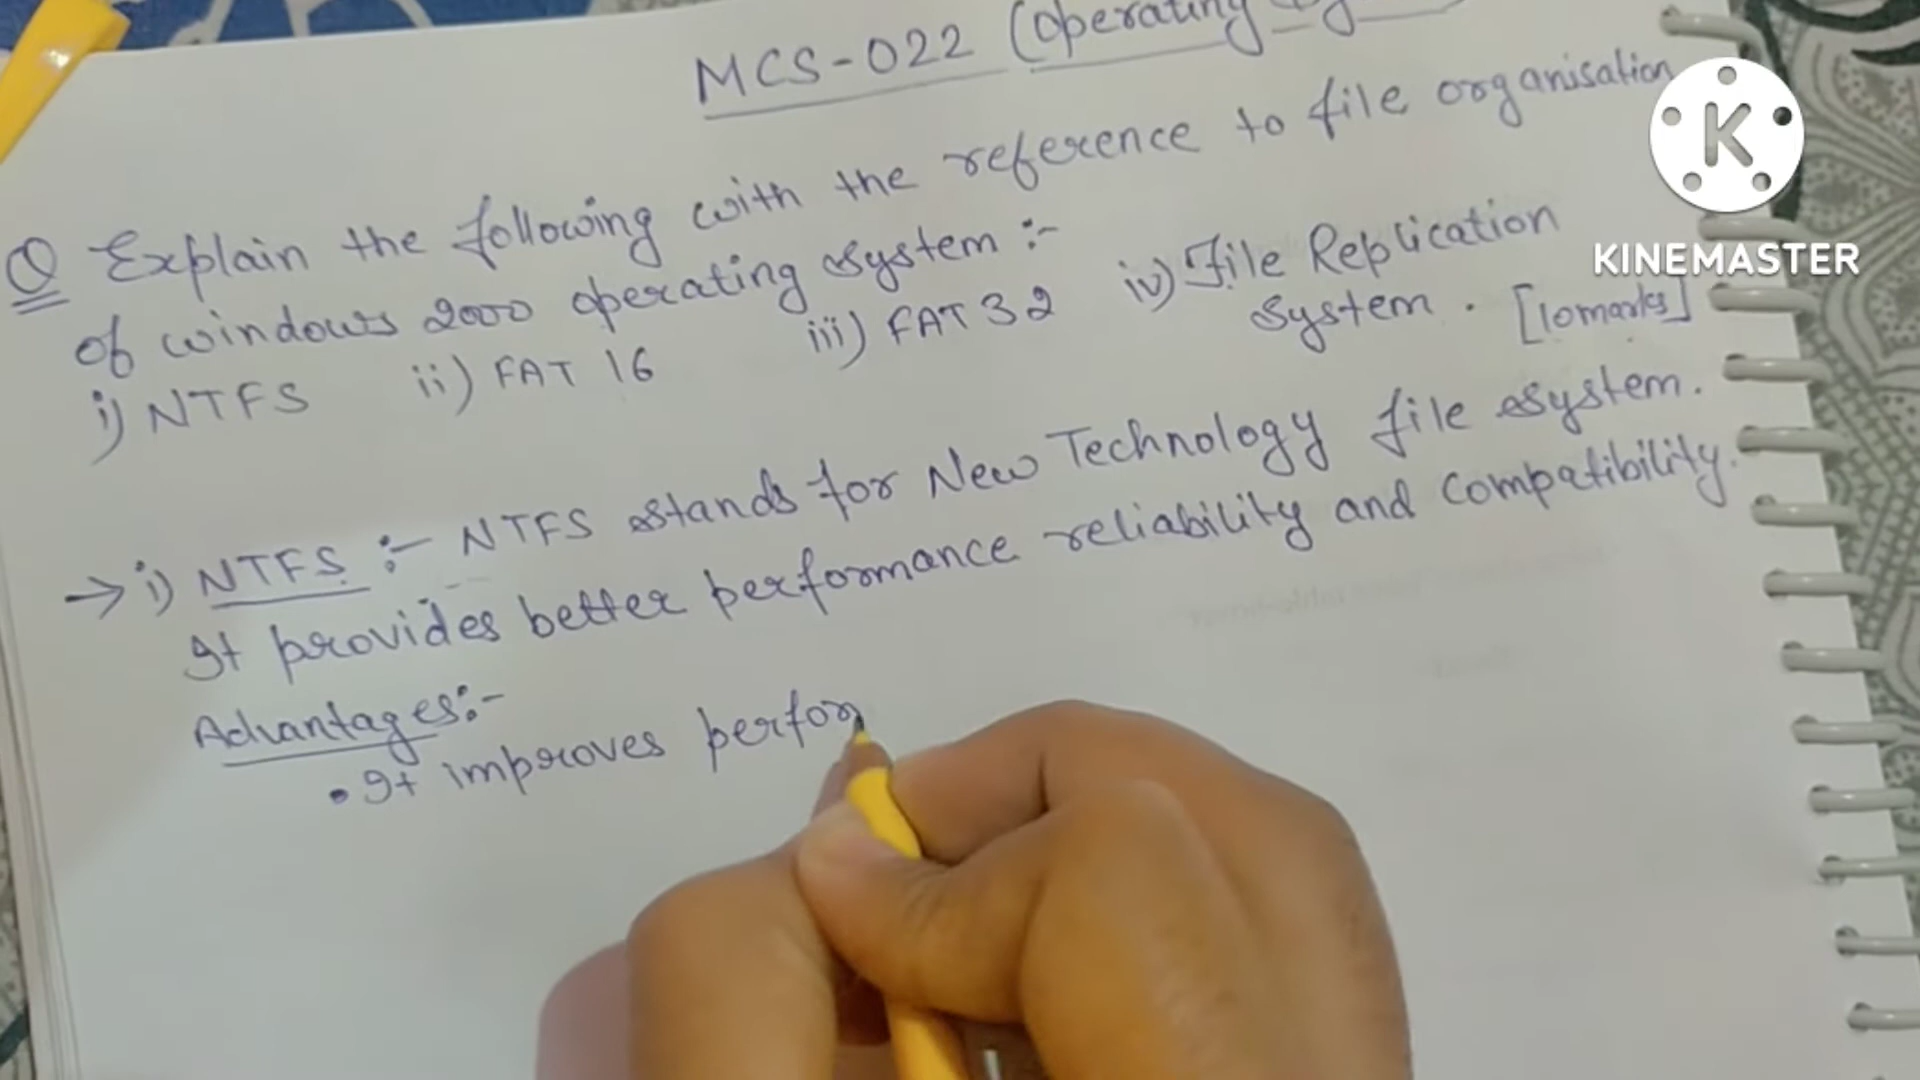 MCS-022 (Operating
Q Explain the following with the reference to file organisation
of windows 2000 operating system :-
i) NTFS ii) FAT 16 iii) FAT 32 iv) File Replication
system. [10marks]
→ i) NTFS :- NTFS stands for New Technology file system.
It provides better performance reliability and compatibility.
Advantages:-
• It improves perfor
K
KINEMASTER